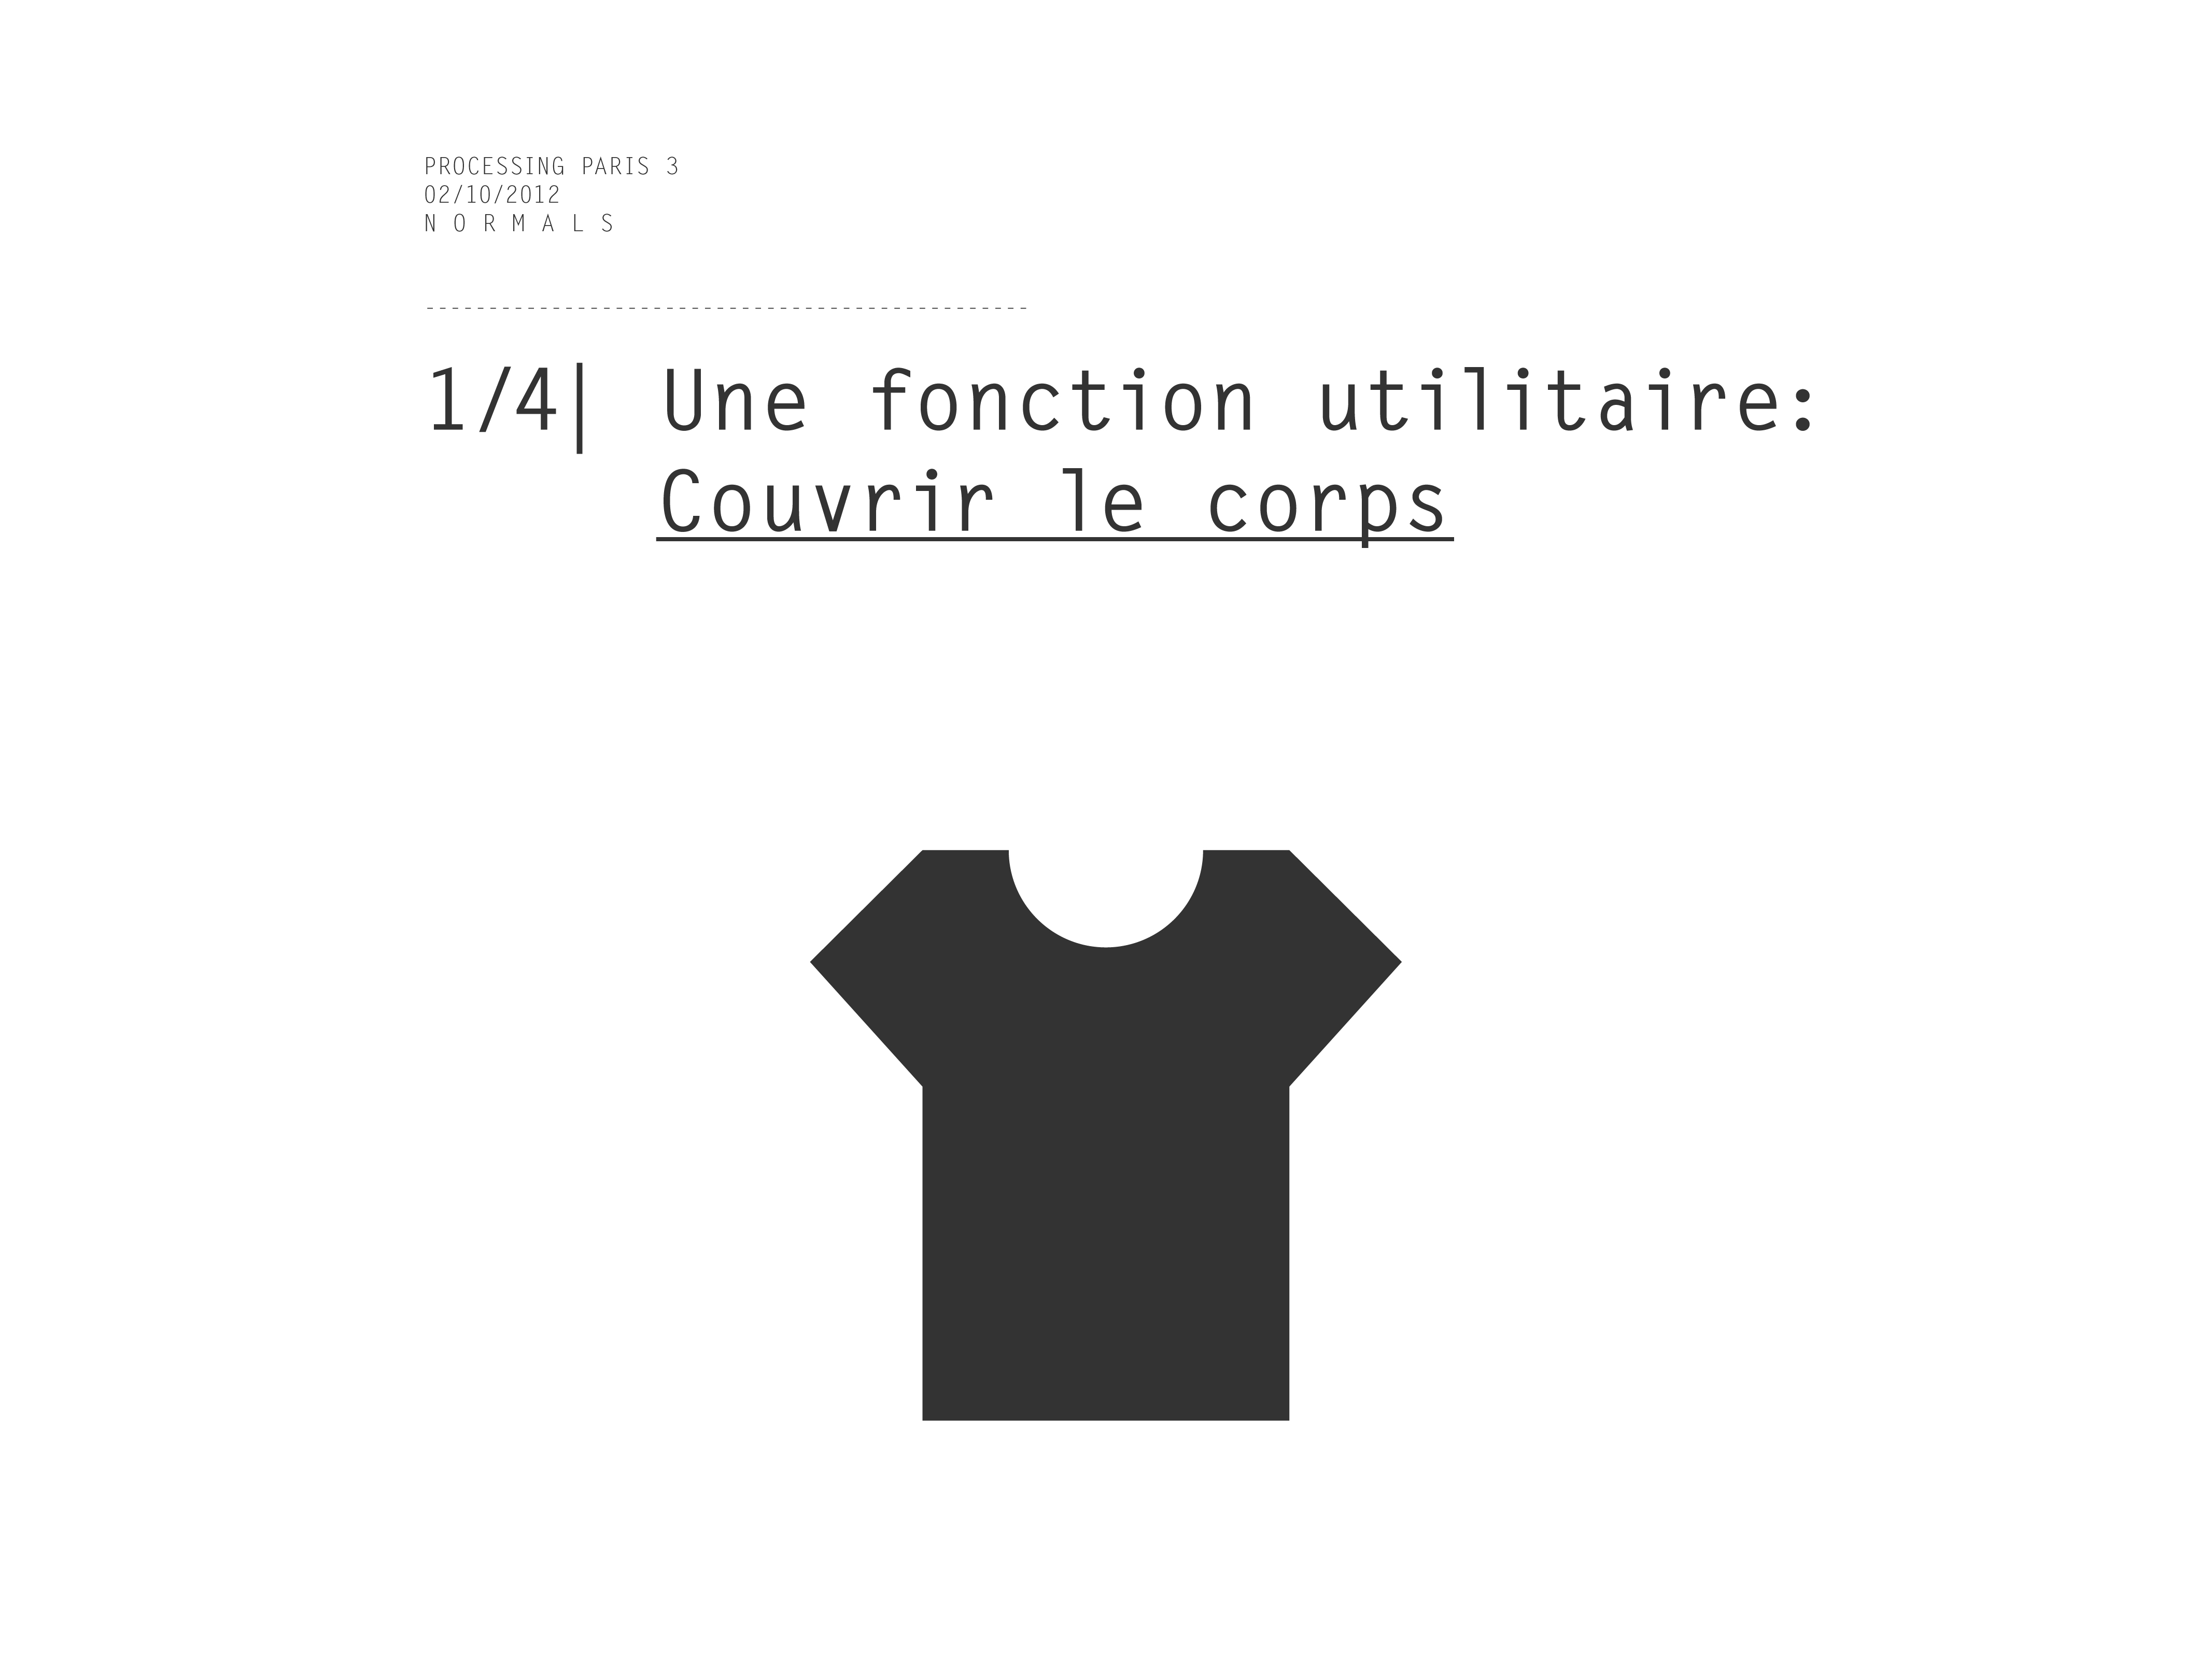 PROCESSING PARIS 3
02/10/2012
N O R M A L S
------------------------------------------------
1/4| Une fonction utilitaire:
Couvrir le corps